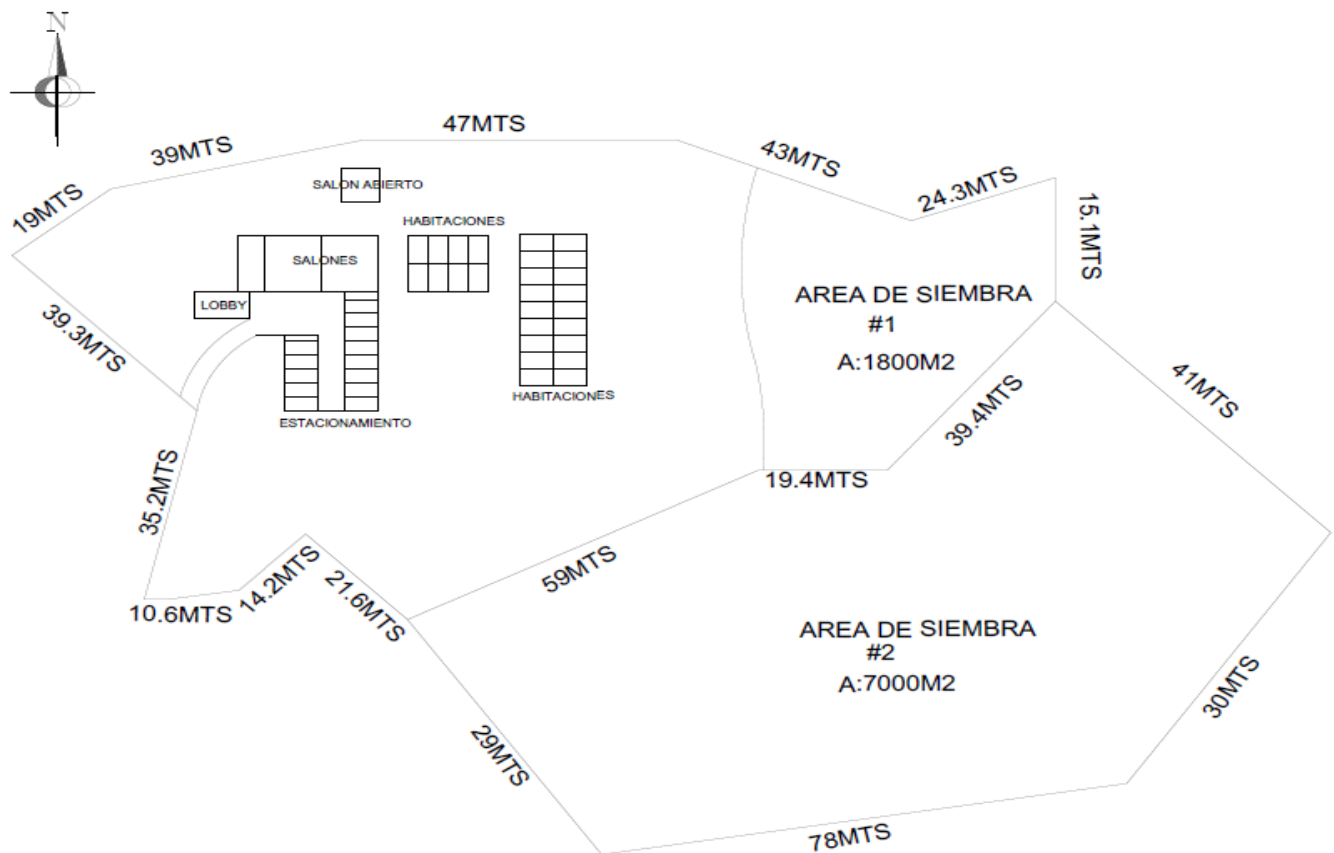 N
47MTS
39MTS
43MTS
19MTS
24.3MTS
15.1MTS
SALON ABIERTO
HABITACIONES
SALONES
LOBBY
AREA DE SIEMBRA
#1
A:1800M2
39.3MTS
41MTS
HABITACIONES
39.4MTS
ESTACIONAMIENTO
19.4MTS
35.2MTS
59MTS
14.2MTS
21.6MTS
10.6MTS
AREA DE SIEMBRA
#2
A:7000M2
30MTS
29MTS
78MTS